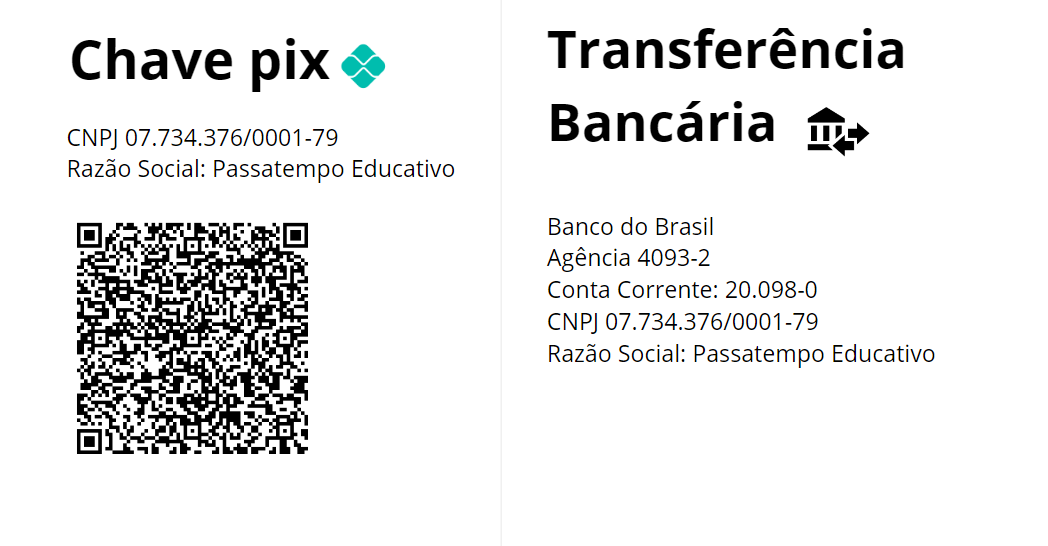 Chave pix
CNPJ 07.734.376/0001-79
Razão Social: Passatempo Educativo
Transferência
Bancária
Banco do Brasil
Agência 4093-2
Conta Corrente: 20.098-0
CNPJ 07.734.376/0001-79
Razão Social: Passatempo Educativo